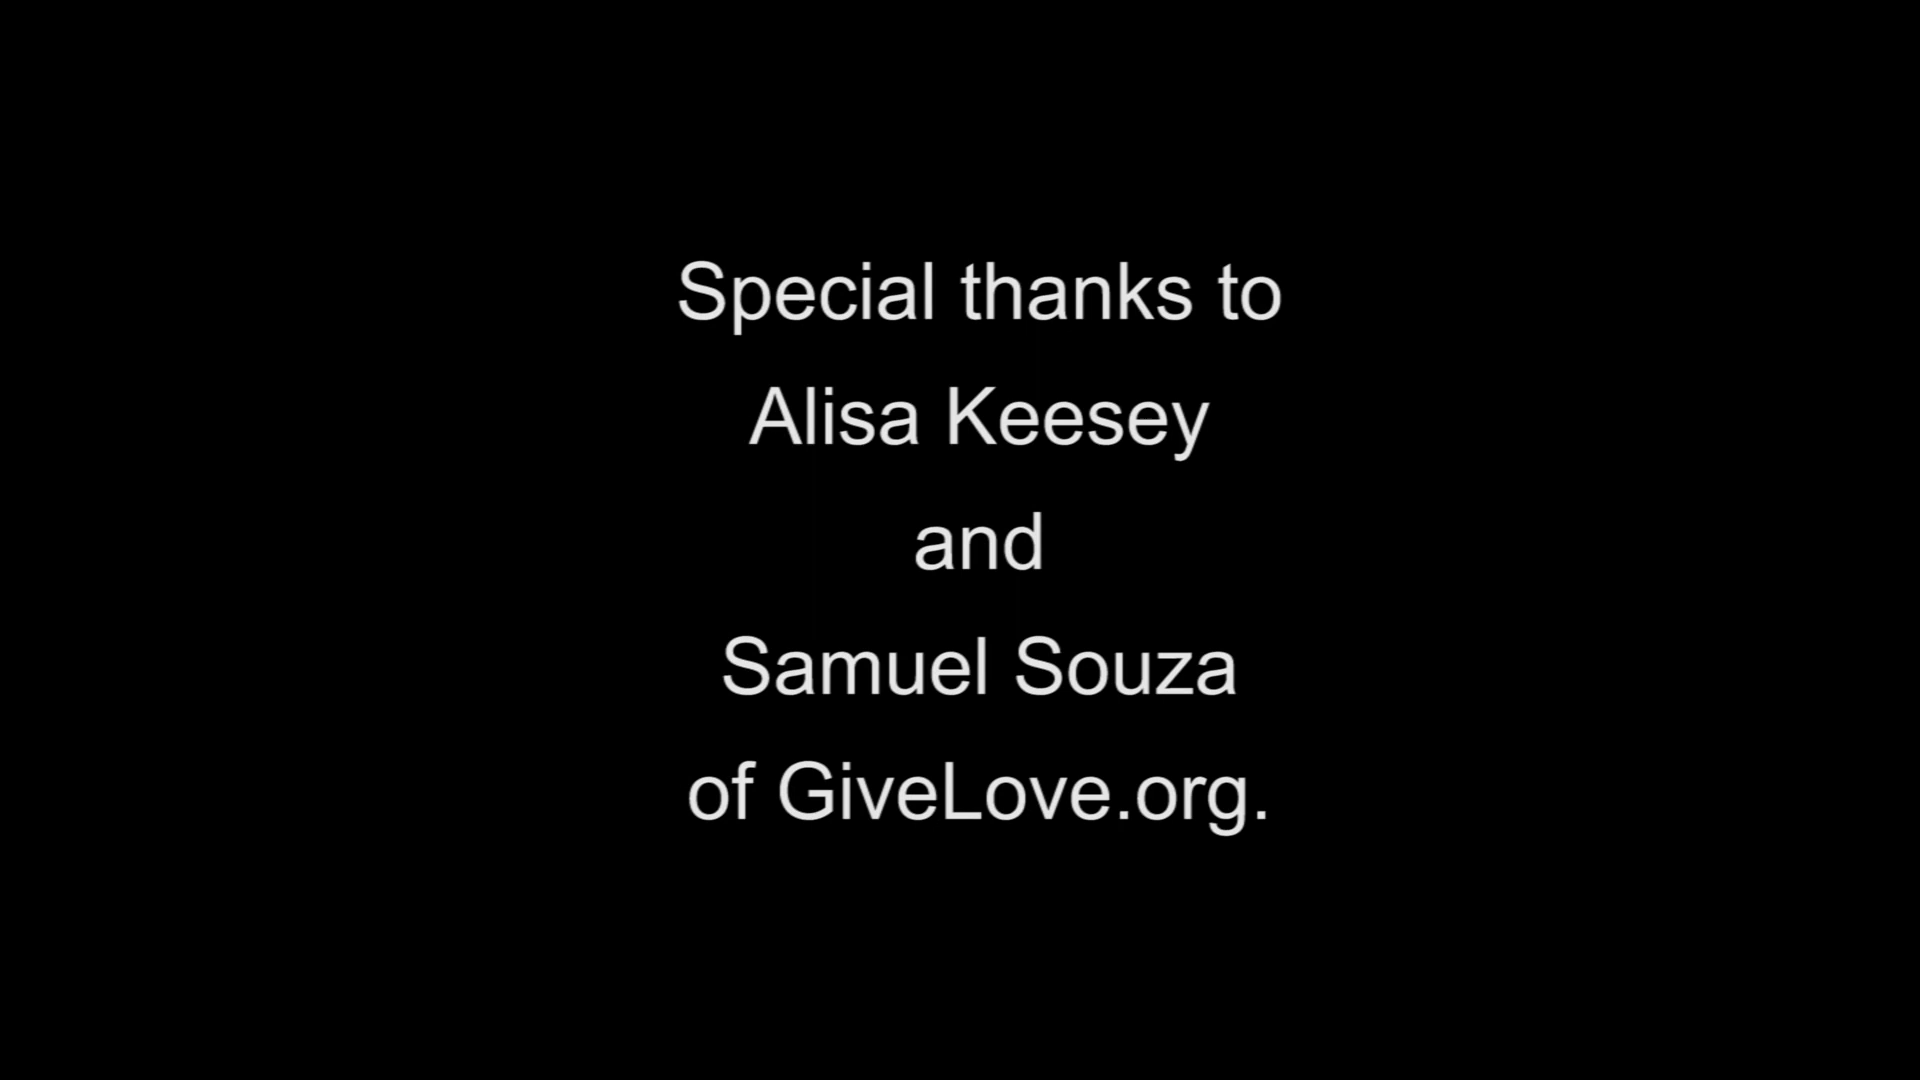 Special thanks to
Alisa Keesey
and
Samuel Souza
of GiveLove.org.